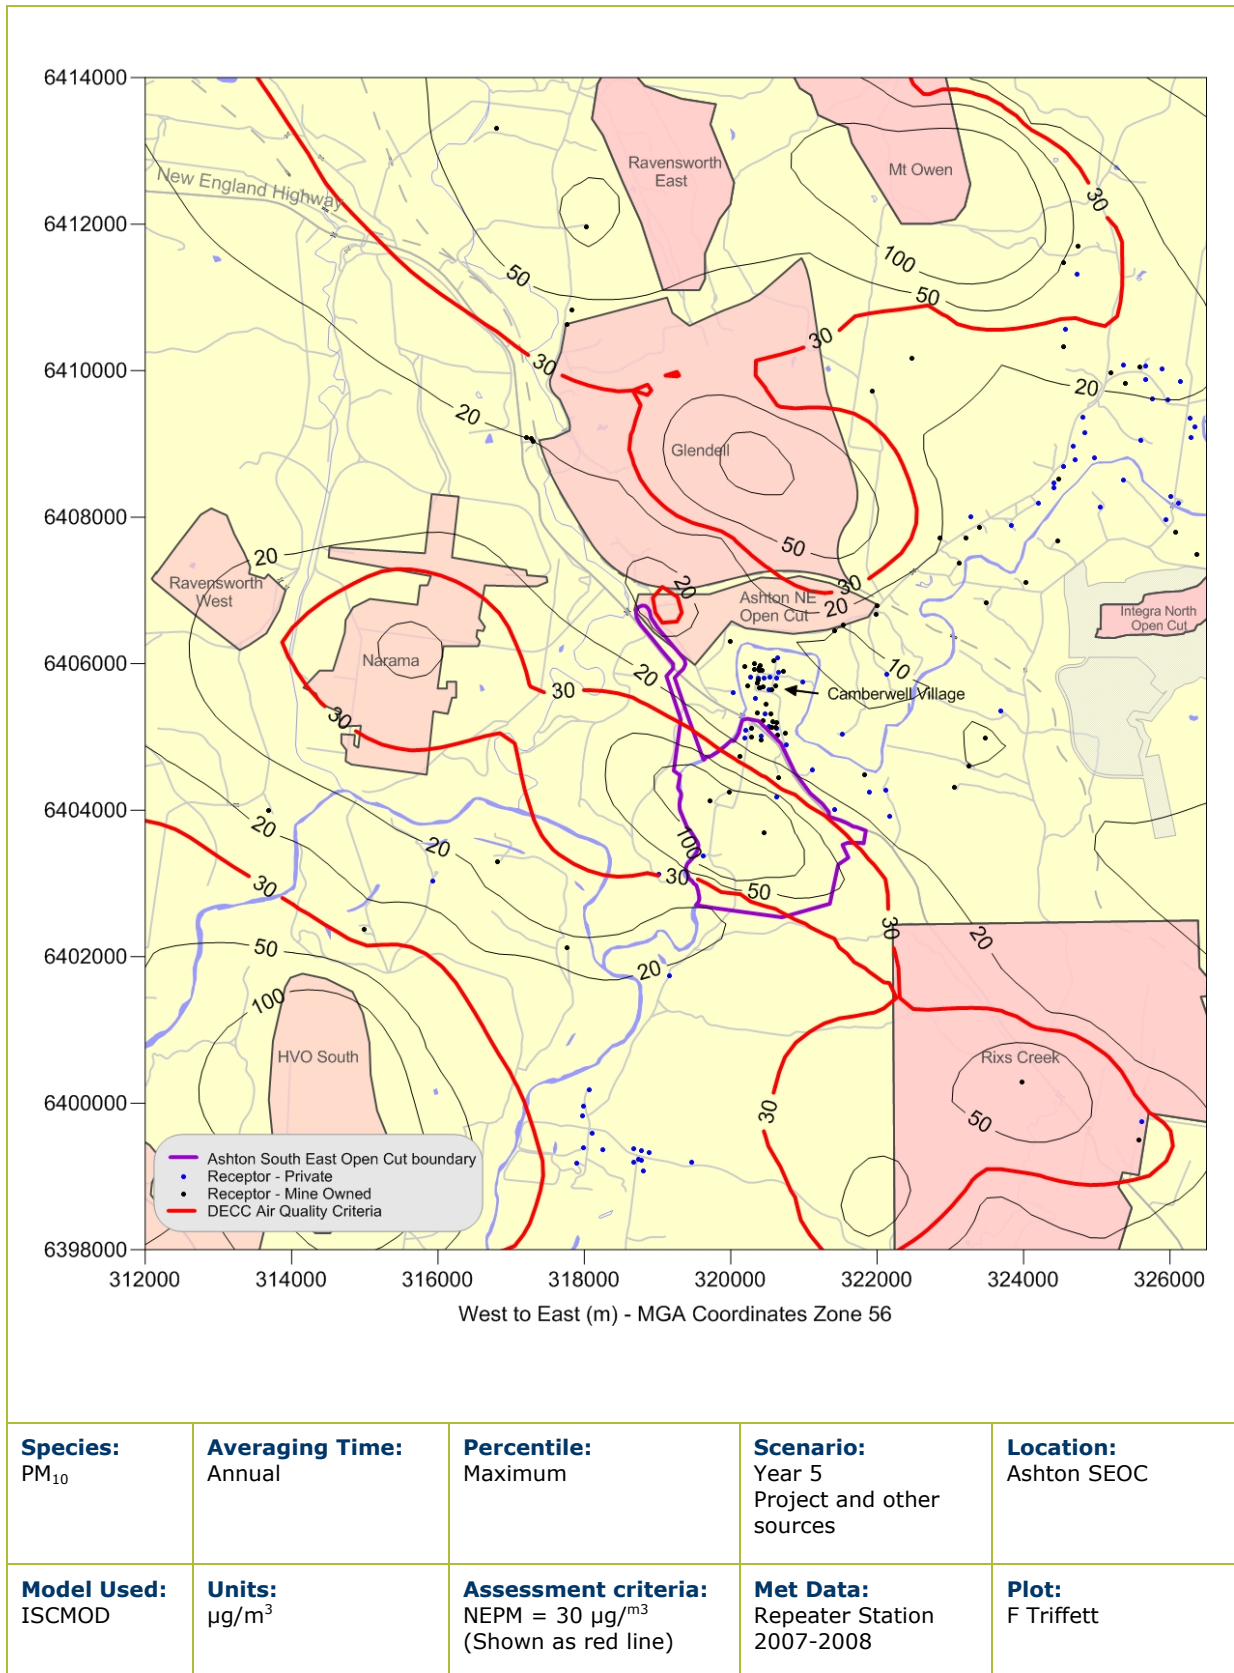 6414000
Ravensworth
East
Mt Owen
New England Highway
30
6412000
100
50
50
30
30
6410000
20
20
Glendell
6408000
50
20
Ravensworth
West
20
30
Ashton NE
Open Cut
20
Integra North
Open Cut
6406000
Narama
20
10
30
Camberwell Village
30
6404000
20
20
100
30
30
50
30
20
50
6402000
20
100
HVO South
Rixs Creek
6400000
30
50
Ashton South East Open Cut boundary
Receptor - Private
Receptor - Mine Owned
DECC Air Quality Criteria
6398000
312000 314000 316000 318000 320000 322000 324000 326000
West to East (m) - MGA Coordinates Zone 56
Species: Averaging Time: Percentile: Scenario: Location:
PM10 Annual Maximum Year 5 Ashton SEOC
Project and other
sources
Model Used: Units: Assessment criteria: Met Data: Plot:
ISCMOD µg/m3 NEPM = 30 µg/m3 Repeater Station F Triffett
(Shown as red line) 2007-2008